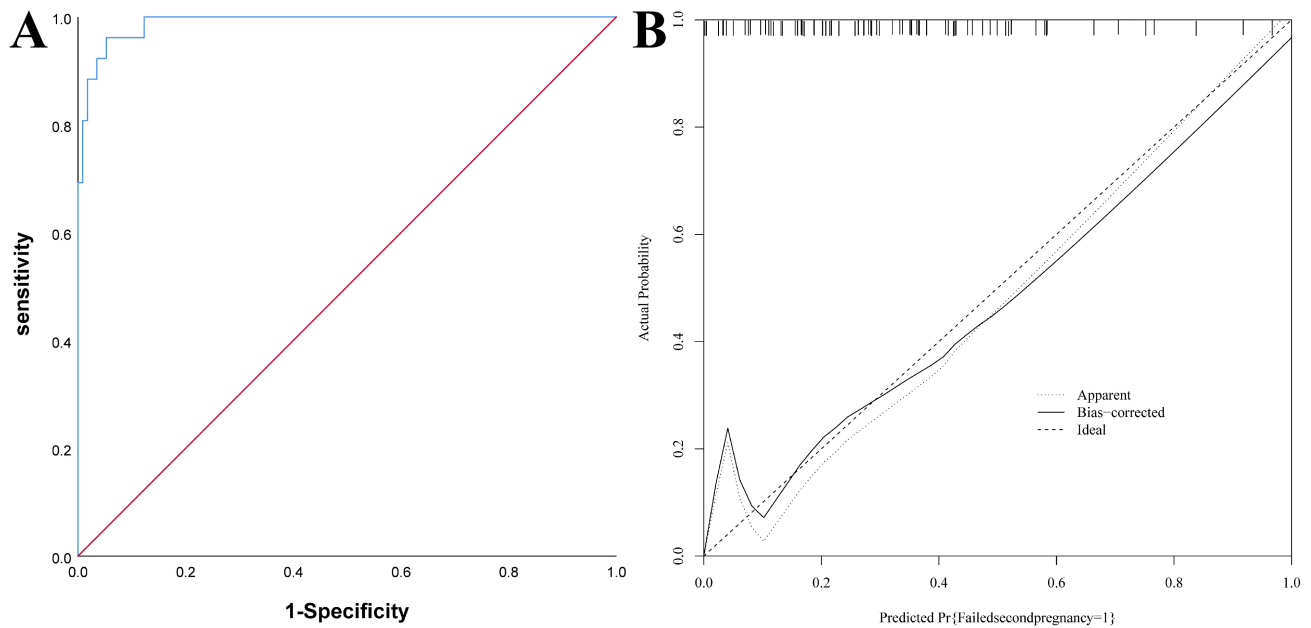 A
1.0
0.8
0.6
0.4
0.2
0.0
sensitivity
0.0 0.2 0.4 0.6 0.8 1.0
1-Specificity
B
1.0
0.8
0.6
0.4
0.2
0.0
Actual Probability
Apparent
Bias−corrected
Ideal
0.0 0.2 0.4 0.6 0.8 1.0
Predicted Pr{Failedsecondpregnancy=1}